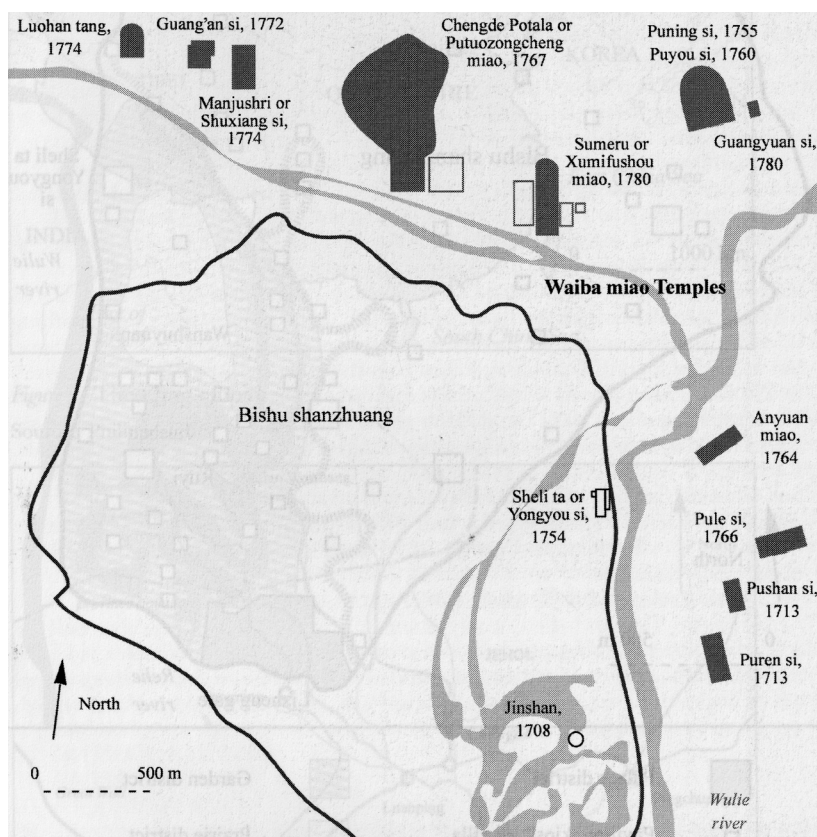 Luohan tang,
1774
Guang'an si, 1772
Manjushri or
Shuxiang si,
1774
Chengde Potala or
Putuozongcheng
miao, 1767
Puning si, 1755
Puyou si, 1760
Guangyuan si,
1780
Sumeru or
Xumifushou
miao, 1780
Waiba miao Temples
Bishu shanzhuang
Anyuan
miao,
1764
Sheli ta or
Yongyou si,
1754
Pule si,
1766
Pushan si,
1713
Puren si,
1713
North
Jinshan,
1708
0 500 m
Wulie
river